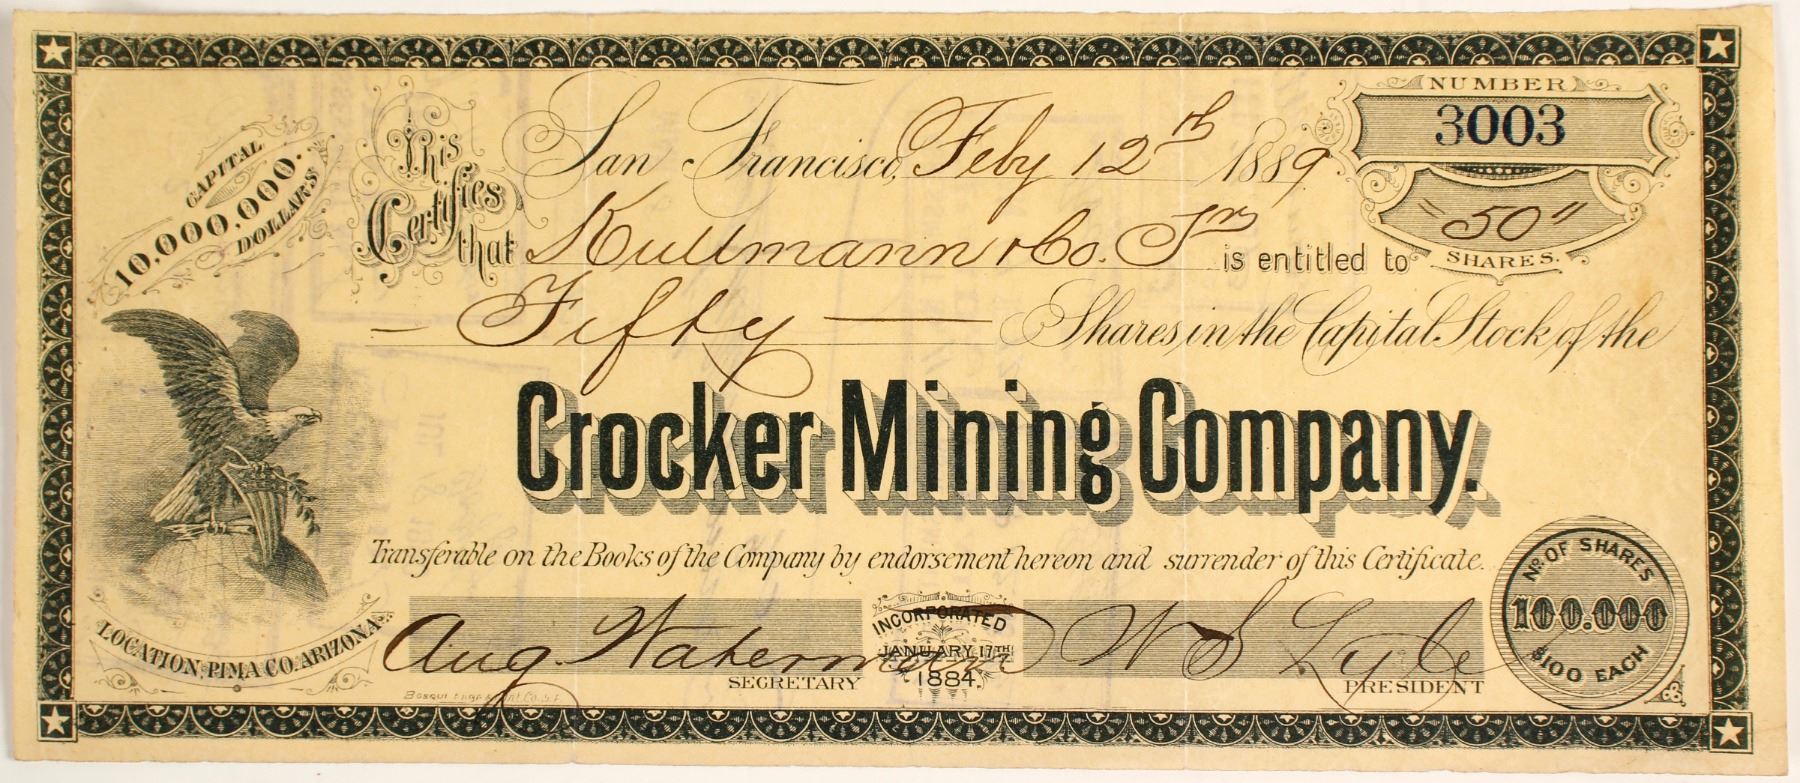 CAPITAL
10.000,000.
DOLLARS
This Certifies that
San Francisco, Feby 12th 1889
NUMBER
3003
"50"
SHARES.
Kullmann & Co. Trs is entitled to
— Fifty — Shares in the Capital Stock of the
Crocker Mining Company.
Transferable on the Books of the Company by endorsement hereon and surrender of this Certificate.
LOCATION, PIMA CO. ARIZONA.
Aug. Waterman
SECRETARY
INCORPORATED
JANUARY 17TH
1884.
W S Lyle
PRESIDENT
No. OF SHARES
100.000
$100 EACH